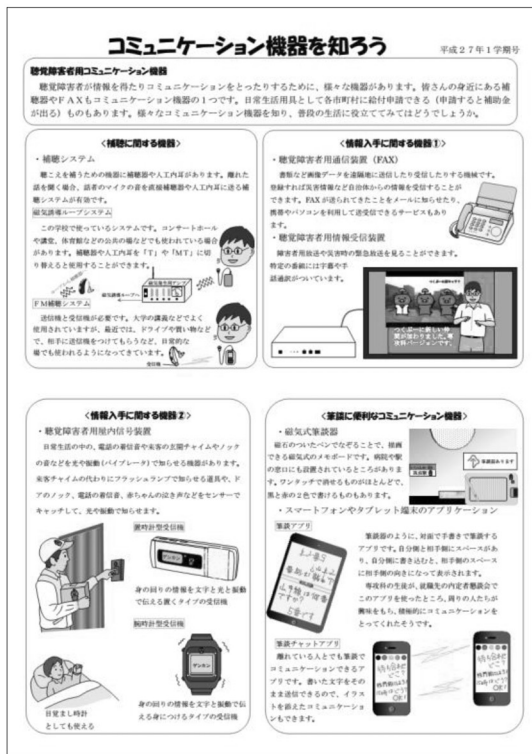 コミュニケーション機器を知ろう
平成27年1学期号
聴覚障害者用コミュニケーション機器
聴覚障害者が情報を得たりコミュニケーションをとったりするために、様々な機器があります。皆さんの身近にある補
聴器やFAXもコミュニケーション機器の1つです。日常生活用具として各市町村に給付申請できる（申請すると補助金
が出る）ものもあります。様々なコミュニケーション機器を知り、普段の生活に役立ててみてはどうでしょうか。
＜補聴に関する機器＞
・補聴システム
聴こえを補うための機器に補聴器や人工内耳があります。離れた
話を聞く場合、話者のマイクの音を直接補聴器や人工内耳に送る補
聴システムが有効です。
磁気誘導ループシステム
この学校で使っているシステムです。コンサートホール
や講堂、体育館などの公共の場などでも使われている場合
があります。補聴器や人工内耳を「T」や「MT」に切
り替えると使用することができます。
磁気誘導ループへ
FM補聴システム
送信機と受信機が必要です。大学の講義などでよく
使用されていますが、最近では、ドライブや買い物など
で、相手に送信機をつけてもらうなど、日常的な
場でも使われるようになってきています。
受信機
＜情報入手に関する機器①＞
・聴覚障害者用通信装置（FAX）
書類など画像データを遠隔地に送信したり受信したりする機械です。
登録すれば災害情報など自治体からの情報を受信することが
できます。FAXが送られてきたことをメールに知らせたり、
携帯やパソコンを利用して送受信できるサービスもあり
ます。
・聴覚障害者用情報受信装置
障害者用放送や災害時の緊急放送を見ることができます。
特定の番組には字幕や手
話通訳がついています。
つくぶーに新しい仲
間が加わりました。専
攻科バージョンです。
＜情報入手に関する機器②＞
・聴覚障害者用屋内信号装置
日常生活の中の、電話の着信音や来客の玄関チャイムやノック
の音などを光や振動（バイブレータ）で知らせる機器があります。
来客チャイムの代わりにフラッシュランプで知らせる道具や、ド
アのノック、電話の着信音、赤ちゃんの泣き声などをセンサーで
キャッチして、光や振動で知らせます。
置時計型受信機
ゲンカン
身の回りの情報を文字と光と振動
で伝える置くタイプの受信機
腕時計型受信機
ゲンカン
目覚まし時計
としても使える
身の回りの情報を文字と振動で伝
える身につけるタイプの受信機
＜筆談に便利なコミュニケーション機器＞
・磁気式筆談器
磁石のついたペンでなぞることで、描画
できる磁気式のメモボードです。病院や駅
の窓口にも設置されているところがありま
す。ワンタッチで消せるものがほとんどで、
黒と赤の2色で書けるものもあります。
筆談器あります
・スマートフォンやタブレット端末のアプリケーション
筆談アプリ
筆談器のように、対面で手書きで筆談する
アプリです。自分側と相手側にスペースがあ
り、自分側に書き込むと、相手側のスペース
に相手側の向きになって表示されます。
専攻科の生徒が、就職先の内定者懇談会で
このアプリを使ったところ、周りの人たちが
興味をもち、積極的にコミュニケーションを
とってくれたそうです。
筆談チャットアプリ
離れている人とでも筆談で
コミュニケーションできるア
プリです。書いた文字をその
まま送信できるので、イラス
トを添えたコミュニケーショ
ンもできます。